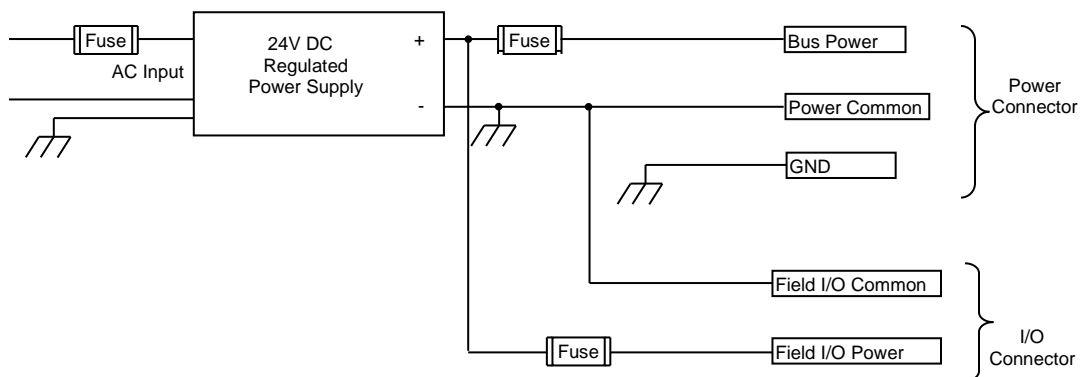 Fuse
AC Input
24V DC
Regulated
Power Supply
+
-
Fuse
Bus Power
Power Common
GND
Power
Connector
Field I/O Common
Fuse
Field I/O Power
I/O
Connector